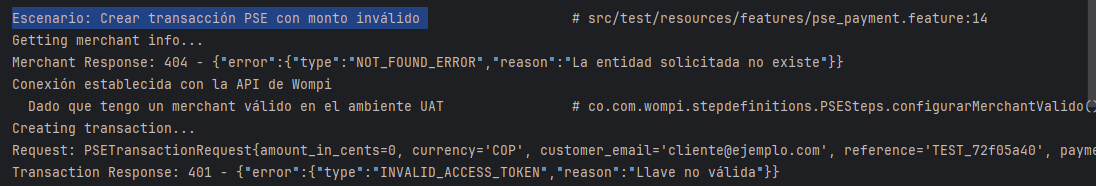 Escenario: Crear transacción PSE con monto inválido # src/test/resources/features/pse_payment.feature:14
Getting merchant info...
Merchant Response: 404 - {"error":{"type":"NOT_FOUND_ERROR","reason":"La entidad solicitada no existe"}}
Conexión establecida con la API de Wompi
Dado que tengo un merchant válido en el ambiente UAT # co.com.wompi.stepdefinitions.PSESteps.configurarMerchantValido()
Creating transaction...
Request: PSETransactionRequest{amount_in_cents=0, currency='COP', customer_email='cliente@ejemplo.com', reference='TEST_72f05a40', payme
Transaction Response: 401 - {"error":{"type":"INVALID_ACCESS_TOKEN","reason":"Llave no válida"}}